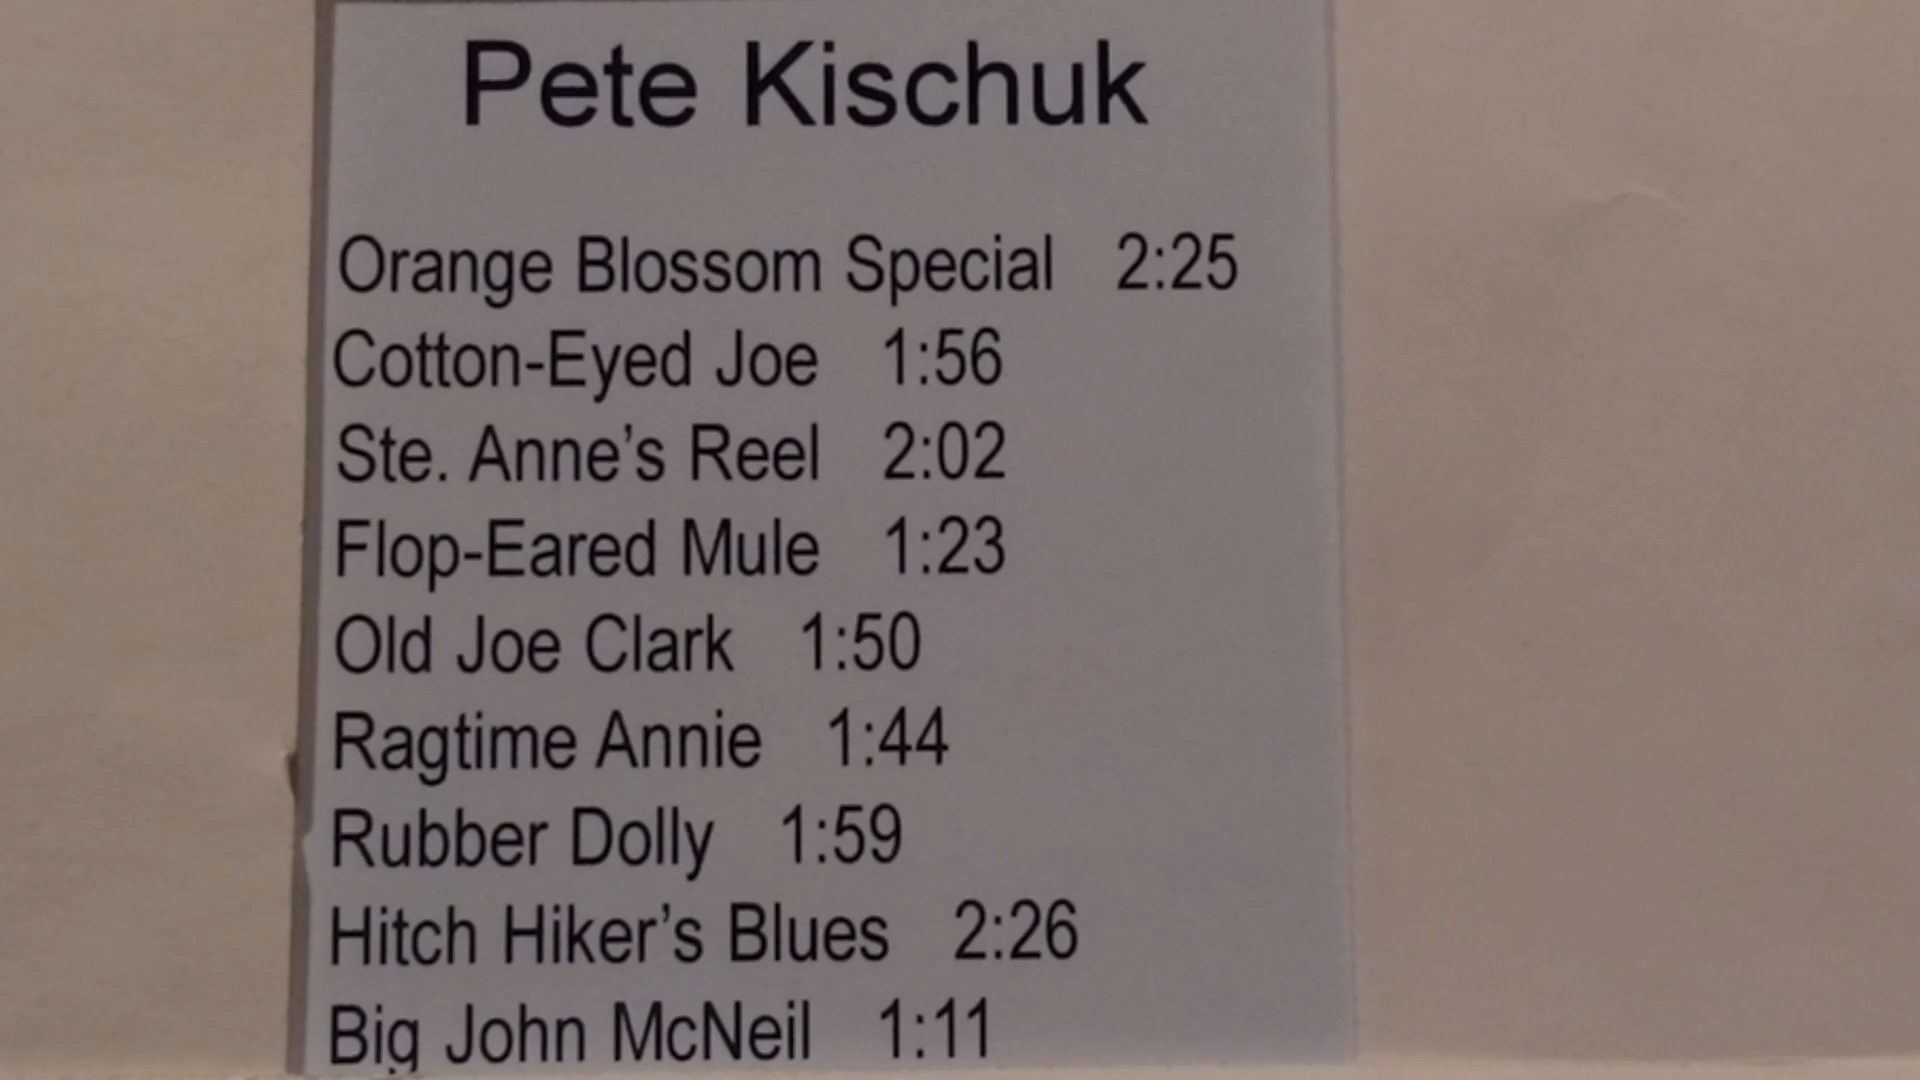 Pete Kischuk
Orange Blossom Special 2:25
Cotton-Eyed Joe 1:56
Ste. Anne's Reel 2:02
Flop-Eared Mule 1:23
Old Joe Clark 1:50
Ragtime Annie 1:44
Rubber Dolly 1:59
Hitch Hiker's Blues 2:26
Big John McNeil 1:11